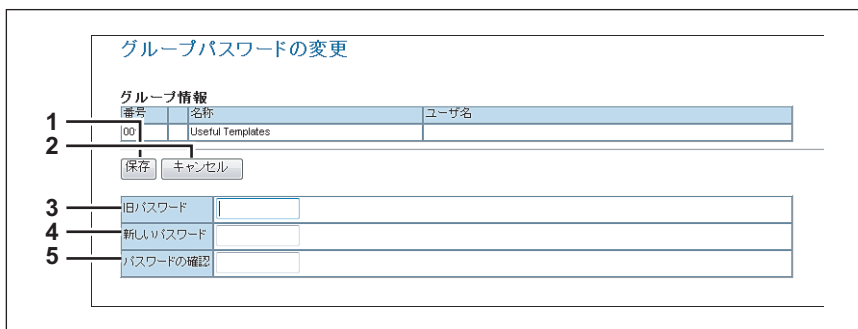 グループパスワードの変更
グループ情報
番号 名称 ユーザ名
1 00 Useful Templates
2
保存 キャンセル
3 旧パスワード
4 新しいパスワード
5 パスワードの確認